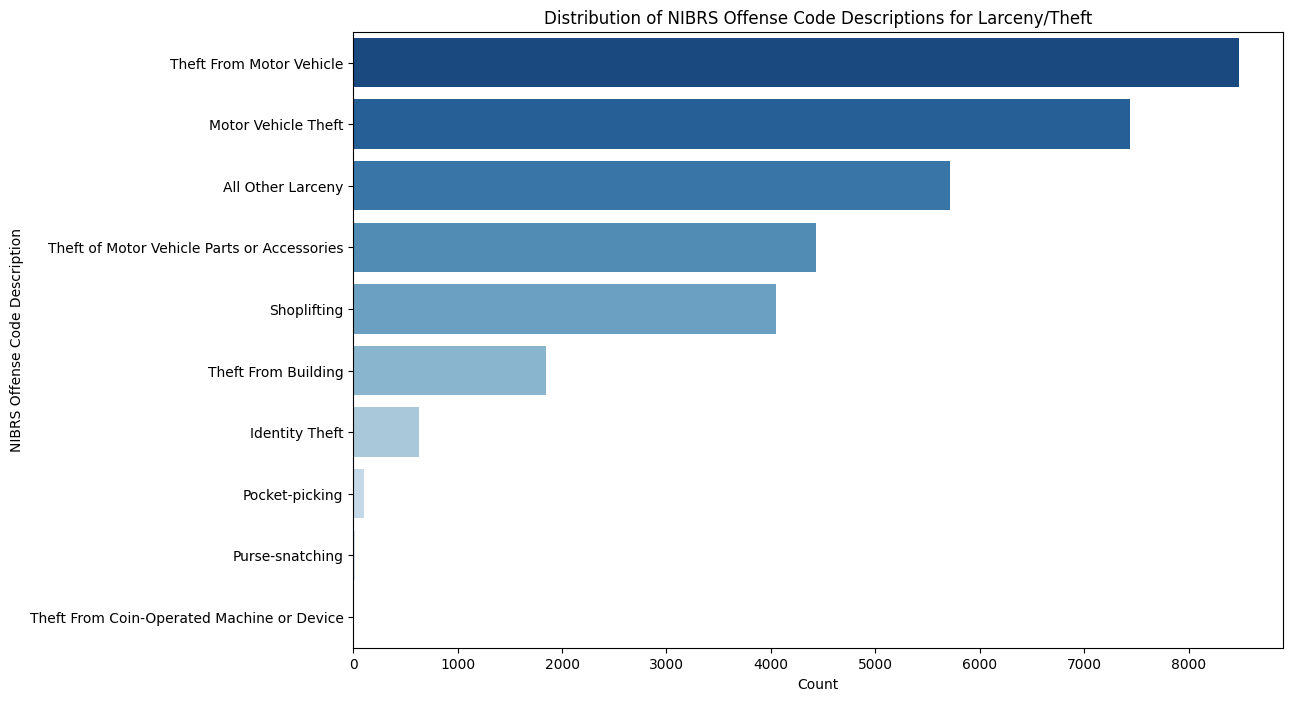 Distribution of NIBRS Offense Code Descriptions for Larceny/Theft
NIBRS Offense Code Description
Theft From Motor Vehicle
Motor Vehicle Theft
All Other Larceny
Theft of Motor Vehicle Parts or Accessories
Shoplifting
Theft From Building
Identity Theft
Pocket-picking
Purse-snatching
Theft From Coin-Operated Machine or Device
0 1000 2000 3000 4000 5000 6000 7000 8000
Count